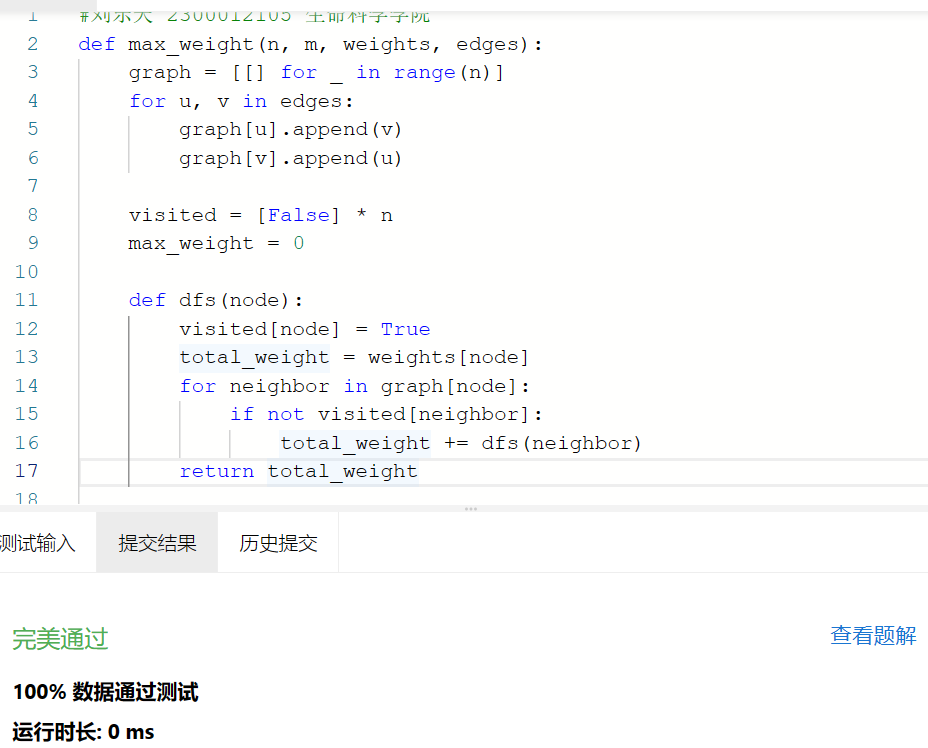 1 2300012105 生命科学学院
2 def max_weight(n, m, weights, edges):
3 graph = [[] for _ in range(n)]
4 for u, v in edges:
5 graph[u].append(v)
6 graph[v].append(u)
7
8 visited = [False] * n
9 max_weight = 0
10
11 def dfs(node):
12 visited[node] = True
13 total_weight = weights[node]
14 for neighbor in graph[node]:
15 if not visited[neighbor]:
16 total_weight += dfs(neighbor)
17 return total_weight
18
测试输入 提交结果 历史提交
完美通过 查看题解
100% 数据通过测试
运行时长: 0 ms